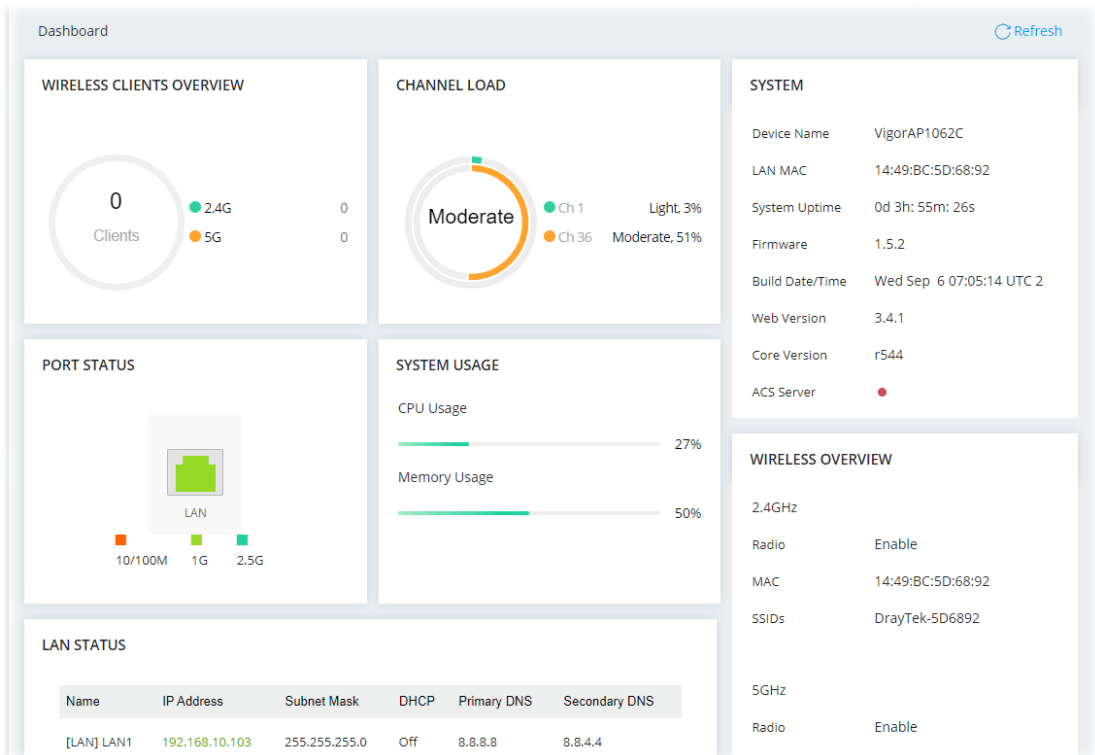 Dashboard
Refresh
WIRELESS CLIENTS OVERVIEW
0
Clients
2.4G 0
5G 0
CHANNEL LOAD
Moderate
Ch 1 Light, 3%
Ch 36 Moderate, 51%
SYSTEM
Device Name VigorAP1062C
LAN MAC 14:49:BC:5D:68:92
System Uptime 0d 3h: 55m: 26s
Firmware 1.5.2
Build Date/Time Wed Sep 6 07:05:14 UTC 2
Web Version 3.4.1
Core Version r544
ACS Server
PORT STATUS
LAN
10/100M 1G 2.5G
SYSTEM USAGE
CPU Usage
27%
Memory Usage
50%
WIRELESS OVERVIEW
2.4GHz
Radio Enable
MAC 14:49:BC:5D:68:92
SSIDs DrayTek-5D6892
5GHz
Radio Enable
LAN STATUS
Name IP Address Subnet Mask DHCP Primary DNS Secondary DNS
[LAN] LAN1 192.168.10.103 255.255.255.0 Off 8.8.8.8 8.8.4.4